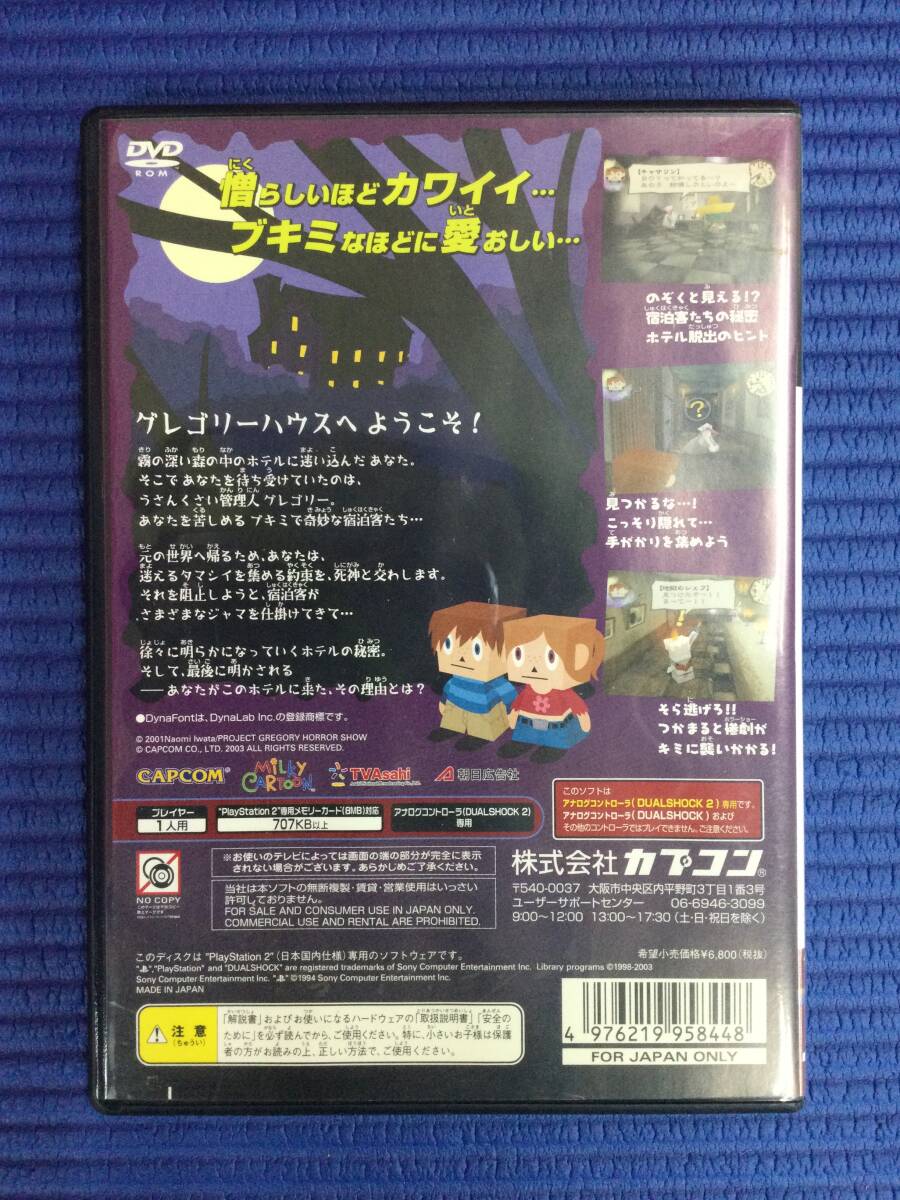 DVD
ROM
憎らしいほどカワイイ…
ブキミなほどに愛おしい…
のぞくと見える!?
宿泊客たちの秘密
ホテル脱出のヒント
グレゴリーハウスへ ようこそ!
霧の深い森の中のホテルに迷い込んだ あなた。
そこで あなたを待ち受けていたのは、
うさんくさい管理人 グレゴリー。
あなたを苦しめる ブキミで奇妙な宿泊客たち…
見つかるな…!
こっそり隠れて…
手がかりを集めよう
元の世界へ帰るため、あなたは、
迷えるタマシイを集める約束を、死神と交わします。
それを阻止しようと、宿泊客が
さまざまなジャマを仕掛けてきて…
徐々に明らかになっていくホテルの秘密。
そして、最後に明かされる
——あなたがこのホテルに来た、その理由とは?
そら逃げろ!!
つかまると惨劇が
キミに襲いかかる!
●DynaFontは、DynaLab Inc.の登録商標です。
© 2001Naomi Iwata/PROJECT GREGORY HORROR SHOW
© CAPCOM CO., LTD. 2003 ALL RIGHTS RESERVED.
CAPCOM MILKY CARTOON TVAsahi 朝日広告社
このソフトは
アナログコントローラ(DUALSHOCK 2)専用です。
アナログコントローラ(DUALSHOCK)および
その他のコントローラではプレイできません。ご注意ください。
プレイヤー
1人用
"PlayStation 2"専用メモリーカード(8MB)対応
707KB以上
アナログコントローラ(DUALSHOCK 2)
専用
NO COPY
※お使いのテレビによっては画面の端の部分が完全に表示
されない場合がございます。あらかじめご了承ください。
当社は本ソフトの無断複製・賃貸・営業使用はいっさい
許可しておりません。
FOR SALE AND CONSUMER USE IN JAPAN ONLY.
COMMERCIAL USE AND RENTAL ARE PROHIBITED.
株式会社 カプコン®
〒540-0037 大阪市中央区内平野町3丁目1番3号
ユーザーサポートセンター 06-6946-3099
9:00~12:00 13:00~17:30(土・日・祝日を除く)
このディスクは "PlayStation 2"(日本国内仕様)専用のソフトウェアです。
希望小売価格¥6,800(税抜)
"PlayStation" and "DUALSHOCK" are registered trademarks of Sony Computer Entertainment Inc. Library programs ©1998-2003
Sony Computer Entertainment Inc. ©1994 Sony Computer Entertainment Inc.
MADE IN JAPAN
注意
(ちゅうい)
「解説書」およびお使いになるハードウェアの「取扱説明書」「安全の
ために」を必ず読んでから、ご使用ください。特に、小さいお子様は保護
者の方がお読みの上、正しい方法で、ご使用ください。
4 976219 958448
FOR JAPAN ONLY